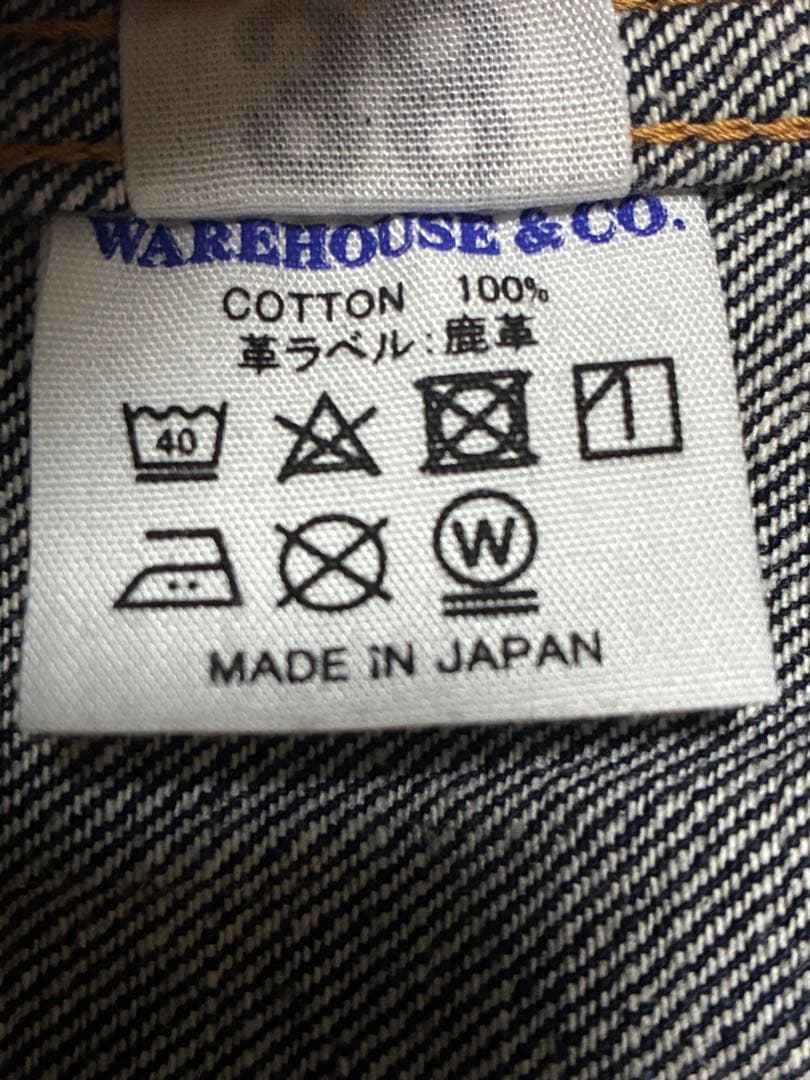 WAREHOUSE & CO.
COTTON 100%
革ラベル:鹿革
40
W
MADE iN JAPAN